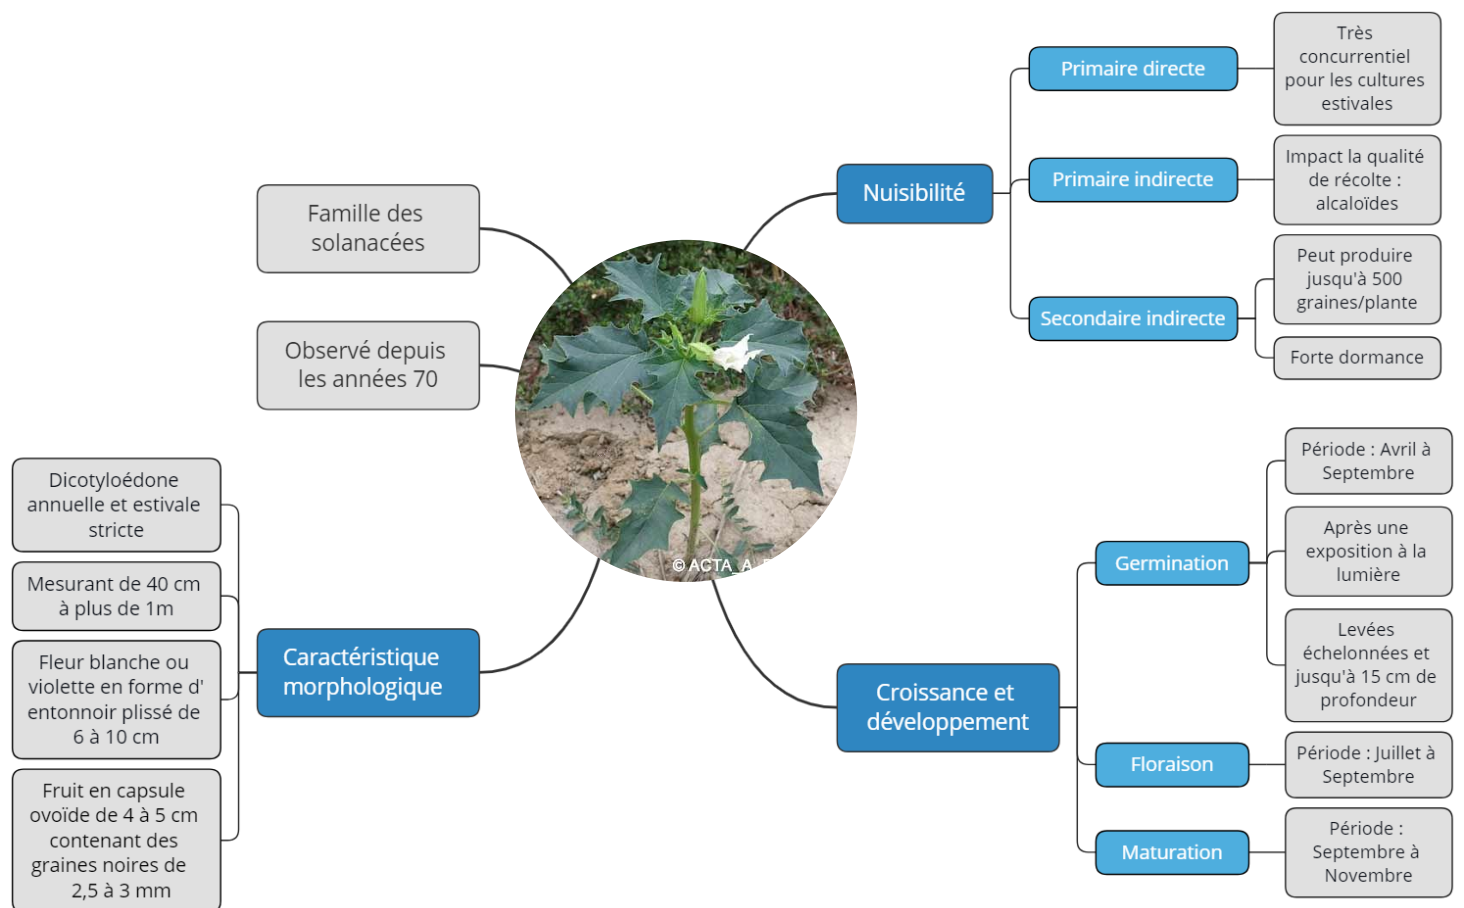 Famille des
solanacées
Observé depuis
les années 70
Caractéristique
morphologique
Dicotyloédone
annuelle et estivale
stricte
Mesurant de 40 cm
à plus de 1m
Fleur blanche ou
violette en forme d'
entonnoir plissé de
6 à 10 cm
Fruit en capsule
ovoïde de 4 à 5 cm
contenant des
graines noires de
2,5 à 3 mm
© ACTA_A_
Nuisibilité
Primaire directe
Très
concurrentiel
pour les cultures
estivales
Primaire indirecte
Impact la qualité
de récolte :
alcaloïdes
Secondaire indirecte
Peut produire
jusqu'à 500
graines/plante
Forte dormance
Croissance et
développement
Germination
Période : Avril à
Septembre
Après une
exposition à la
lumière
Levées
échelonnées et
jusqu'à 15 cm de
profondeur
Floraison
Période : Juillet à
Septembre
Maturation
Période :
Septembre à
Novembre